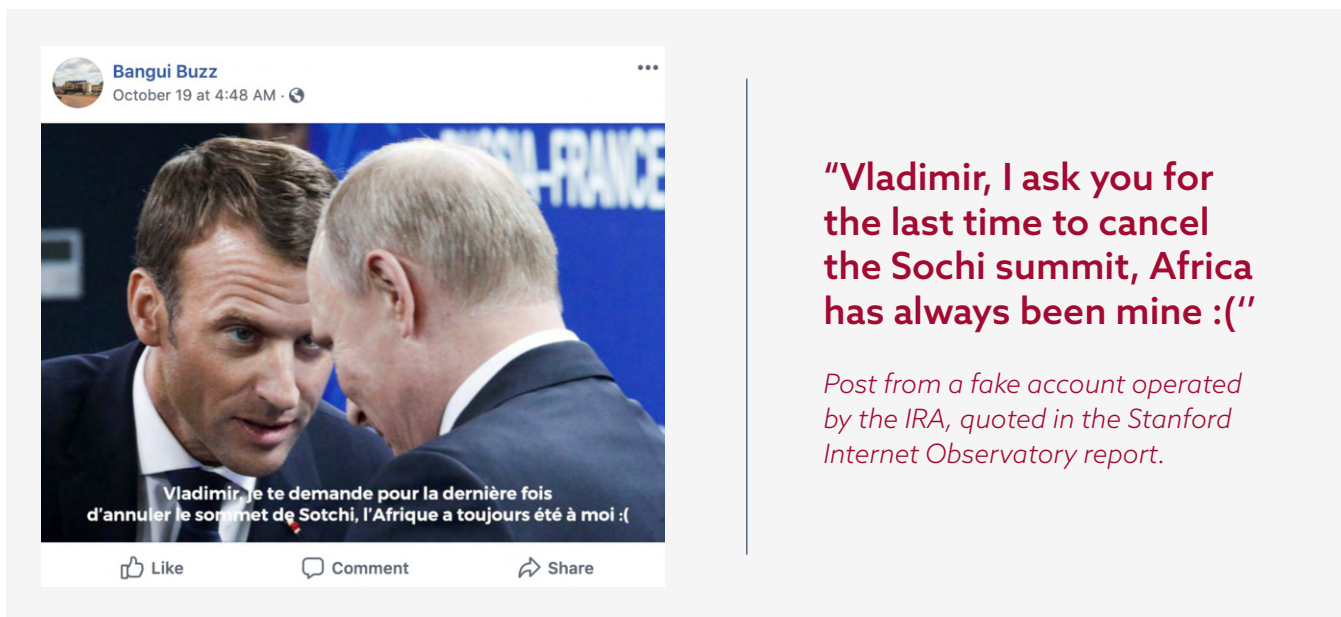 Bangui Buzz
October 19 at 4:48 AM ·
RUSSIA-FRANCE
Vladimir, je te demande pour la dernière fois
d'annuler le sommet de Sotchi, l'Afrique a toujours été à moi :(
Like
Comment
Share
“Vladimir, I ask you for
the last time to cancel
the Sochi summit, Africa
has always been mine :(‘’
Post from a fake account operated
by the IRA, quoted in the Stanford
Internet Observatory report.